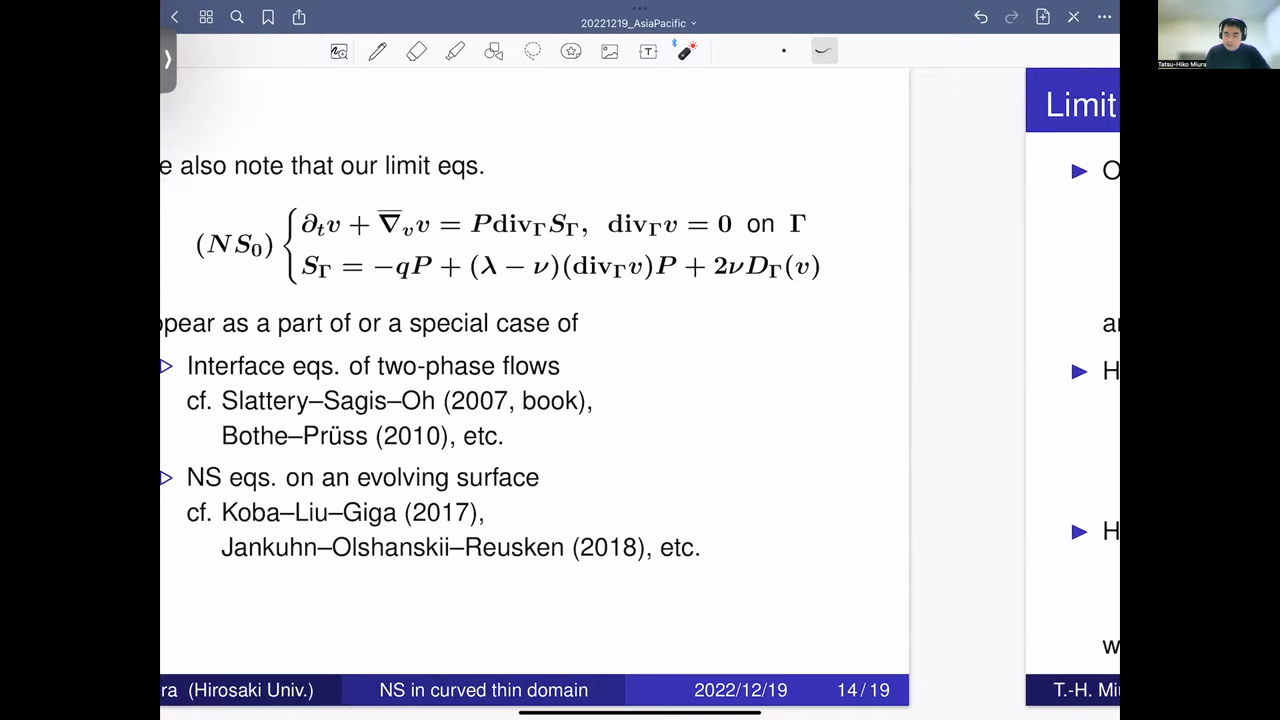 20221219_AsiaPacific
Tatsu-Hiko Miura
e also note that our limit eqs.
(NS₀) { ∂ₜv + ∇̅ᵥv = Pdiv_Γ S_Γ, div_Γ v = 0 on Γ
S_Γ = −qP + (λ − ν)(div_Γ v)P + 2νD_Γ(v)
ppear as a part of or a special case of
Interface eqs. of two-phase flows
cf. Slattery–Sagis–Oh (2007, book),
Bothe–Prüss (2010), etc.
NS eqs. on an evolving surface
cf. Koba–Liu–Giga (2017),
Jankuhn–Olshanskii–Reusken (2018), etc.
ra (Hirosaki Univ.) NS in curved thin domain 2022/12/19 14 / 19
Limit
O
ar
H
H
w
T.-H. Miu